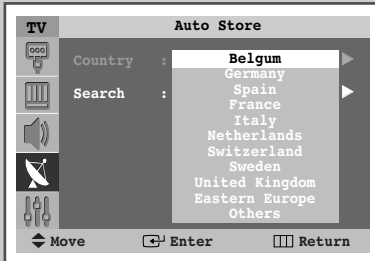 TV
Auto Store
Country :
Search :
Belgum
Germany
Spain
France
Italy
Netherlands
Switzerland
Sweden
United Kingdom
Eastern Europe
Others
Move Enter Return